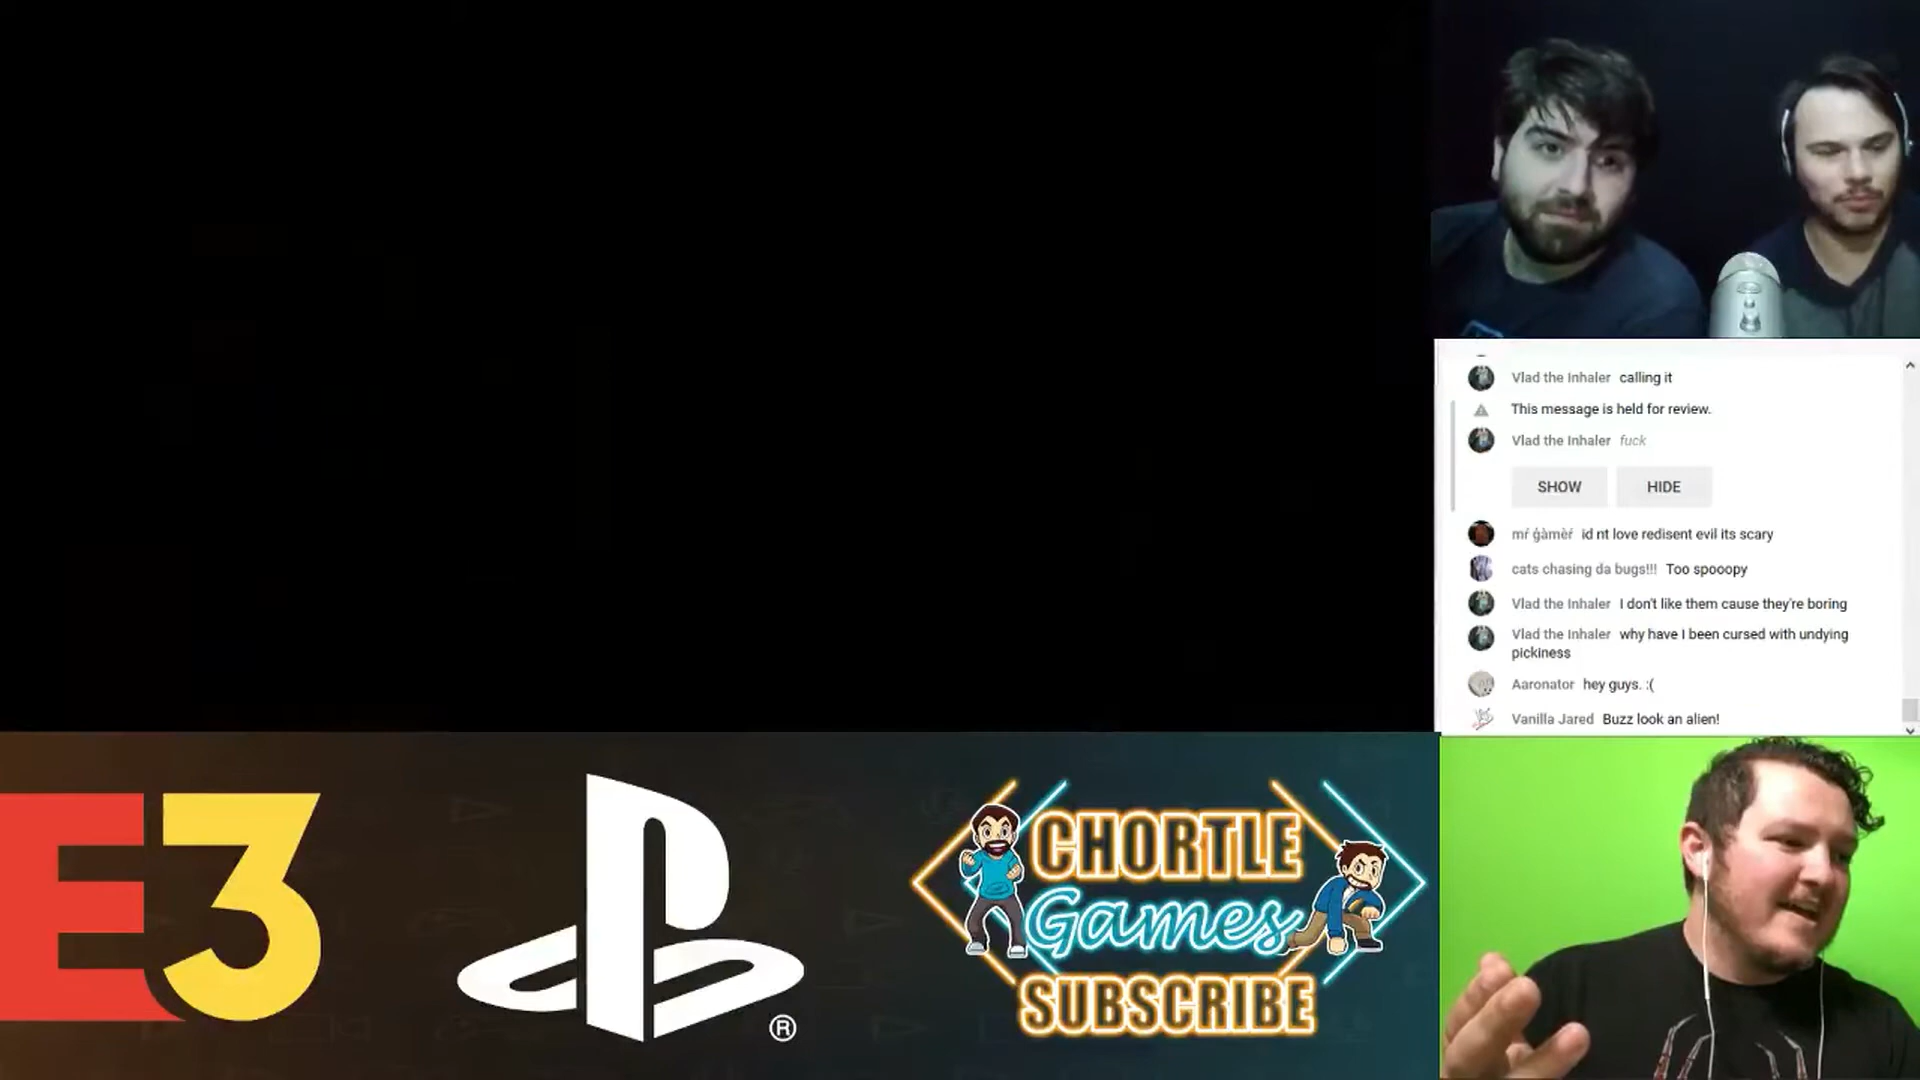 Vlad the Inhaler calling it
This message is held for review.
Vlad the Inhaler fuck
SHOW HIDE
mŕ ģàmèŕ id nt love redisent evil its scary
cats chasing da bugs!!! Too spooopy
Vlad the Inhaler I don't like them cause they're boring
Vlad the Inhaler why have I been cursed with undying
pickiness
Aaronator hey guys. :(
Vanilla Jared Buzz look an alien!
E3
®
CHORTLE
Games
SUBSCRIBE